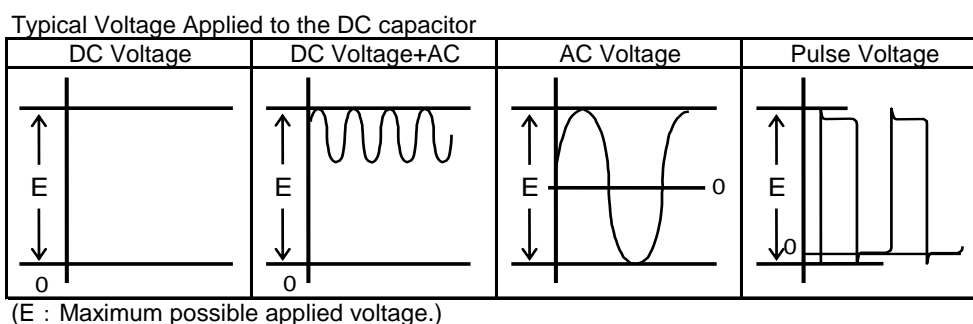 Typical Voltage Applied to the DC capacitor
DC Voltage DC Voltage+AC AC Voltage Pulse Voltage
E E E 0 E
0
0 0
(E：Maximum possible applied voltage.)